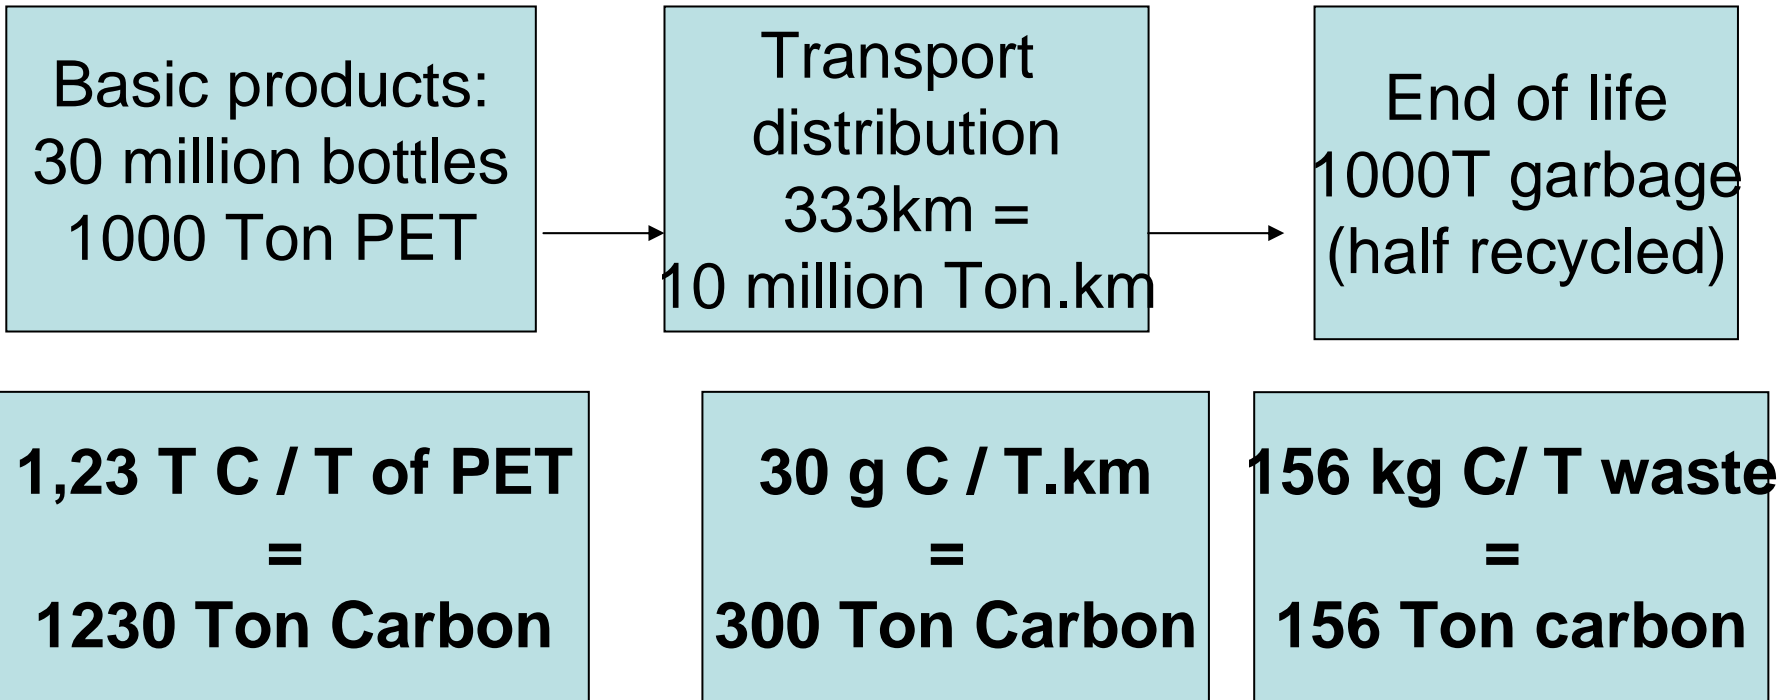 Basic products:
30 million bottles
1000 Ton PET
Transport
distribution
333km =
10 million Ton.km
End of life
1000T garbage
(half recycled)
1,23 T C / T of PET
=
1230 Ton Carbon
30 g C / T.km
=
300 Ton Carbon
156 kg C/ T waste
=
156 Ton carbon